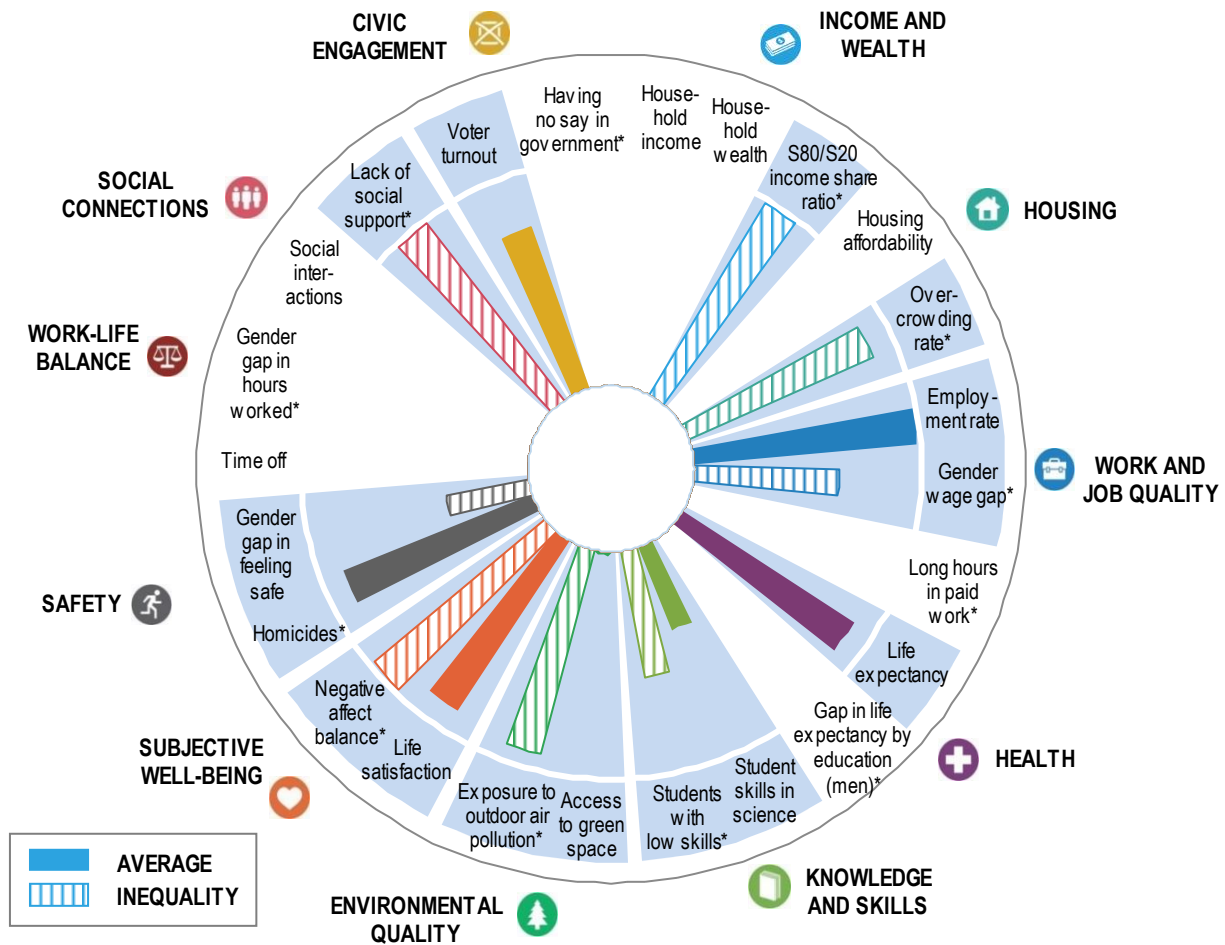 CIVIC
ENGAGEMENT
INCOME AND
WEALTH
HOUSING
WORK AND
JOB QUALITY
HEALTH
KNOWLEDGE
AND SKILLS
ENVIRONMENTAL
QUALITY
SUBJECTIVE
WELL-BEING
SAFETY
WORK-LIFE
BALANCE
SOCIAL
CONNECTIONS
Having
no say in
government*
House-
hold
income
House-
hold
wealth
S80/S20
income share
ratio*
Housing
affordability
Over-
crowding
rate*
Employ-
ment rate
Gender
wage gap*
Long hours
in paid
work*
Life
expectancy
Gap in life
expectancy by
education
(men)*
Student
skills in
science
Students
with
low skills*
Access
to green
space
Exposure to
outdoor air
pollution*
Life
satisfaction
Negative
affect
balance*
Homicides*
Gender
gap in
feeling
safe
Time off
Gender
gap in
hours
worked*
Social
inter-
actions
Lack of
social
support*
Voter
turnout
AVERAGE
INEQUALITY